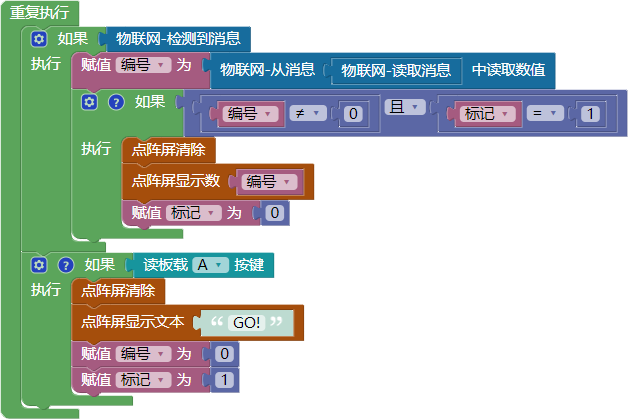 重复执行
如果 物联网-检测到消息
执行 赋值 编号 为 物联网-从消息 物联网-读取消息 中读取数值
? 如果 编号 ≠ 0 且 标记 = 1
执行 点阵屏清除
点阵屏显示数 编号
赋值 标记 为 0
? 如果 读板载 A 按键
执行 点阵屏清除
点阵屏显示文本 “ GO! ”
赋值 编号 为 0
赋值 标记 为 1